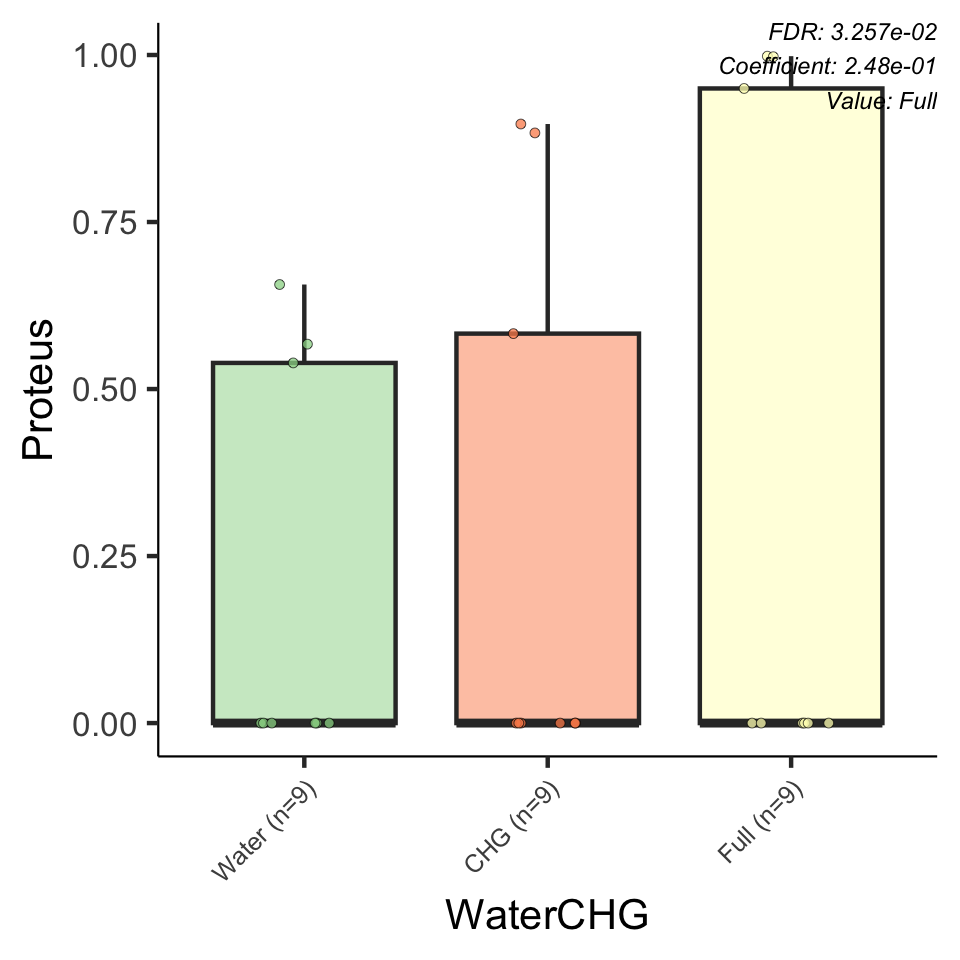 FDR: 3.257e-02
Coefficient: 2.48e-01
Value: Full
1.00
0.75
0.50
0.25
0.00
Proteus
Water (n=9)
CHG (n=9)
Full (n=9)
WaterCHG